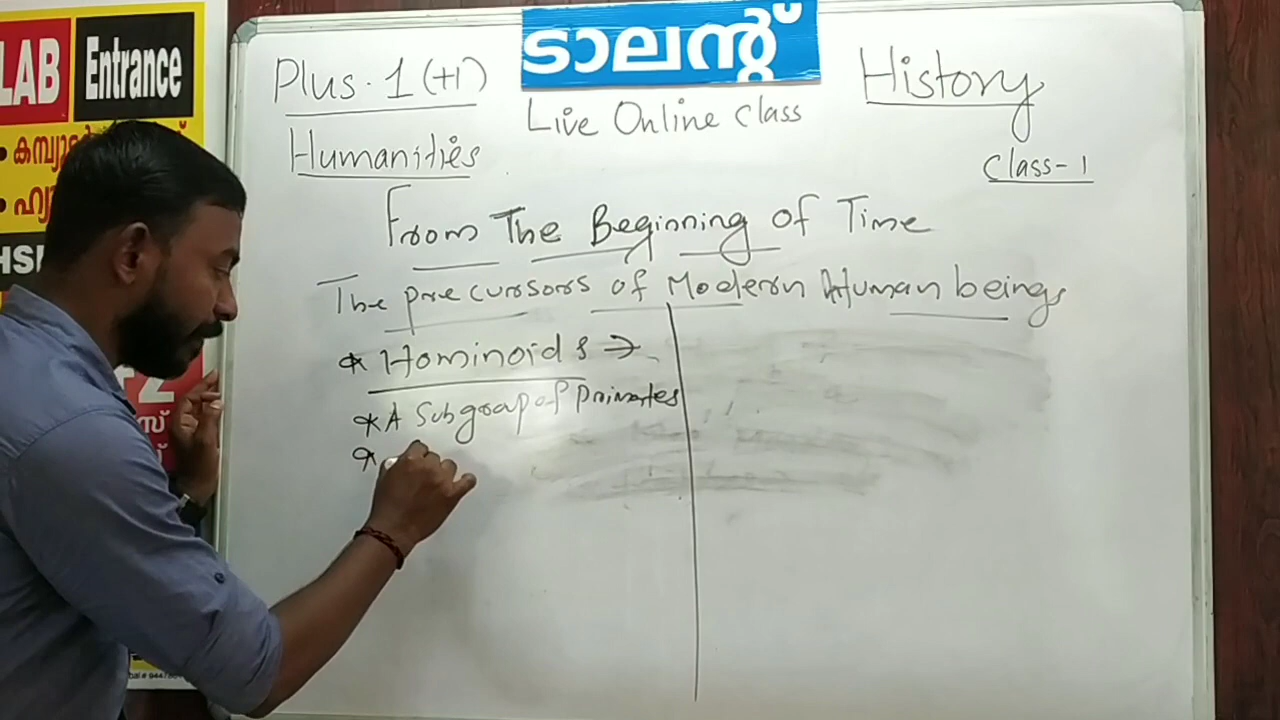 LAB Entrance
ടാലന്റ്
Plus. 1 (+1)
History
Live Online Class
Humanities
Class-1
From The Beginning of Time
The precursors of Modern Human beings
* Hominoids →
* A Subgroup of Primates
*
+2